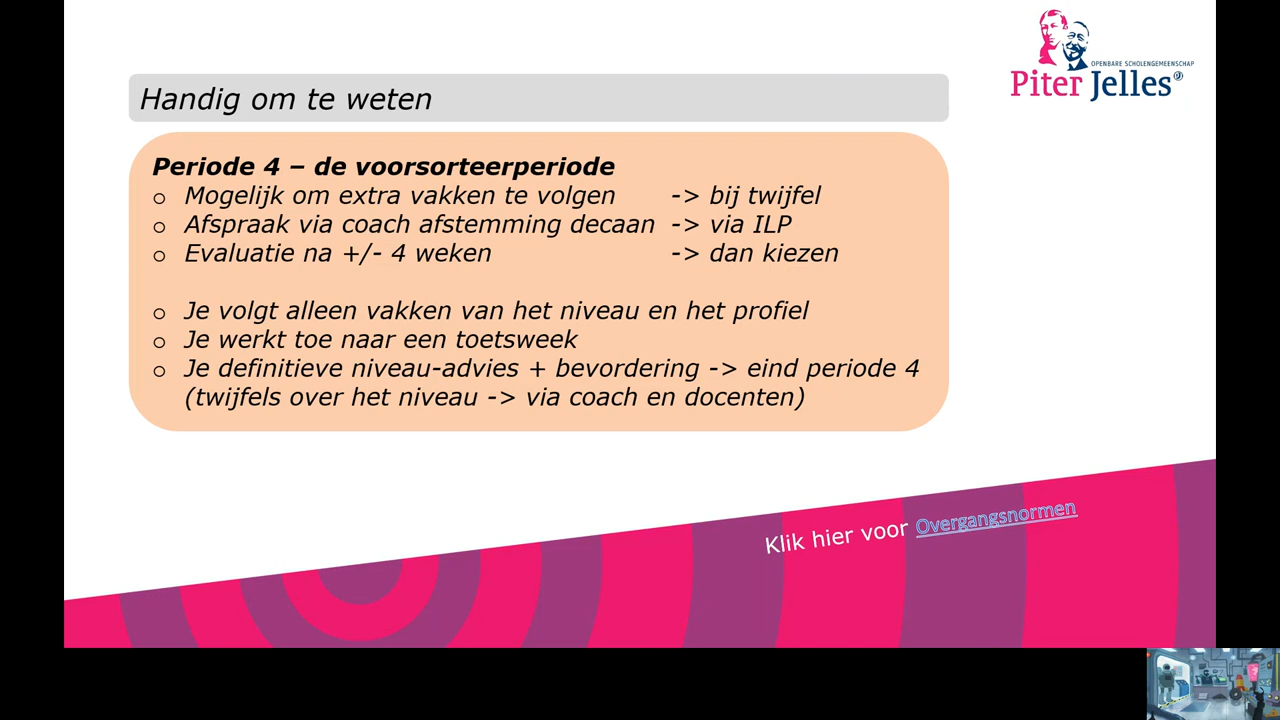 OPENBARE SCHOLENGEMEENSCHAP
Piter Jelles
Handig om te weten
Periode 4 – de voorsorteerperiode
o Mogelijk om extra vakken te volgen -> bij twijfel
o Afspraak via coach afstemming decaan -> via ILP
o Evaluatie na +/- 4 weken -> dan kiezen
o Je volgt alleen vakken van het niveau en het profiel
o Je werkt toe naar een toetsweek
o Je definitieve niveau-advies + bevordering -> eind periode 4
(twijfels over het niveau -> via coach en docenten)
Klik hier voor Overgangsnormen